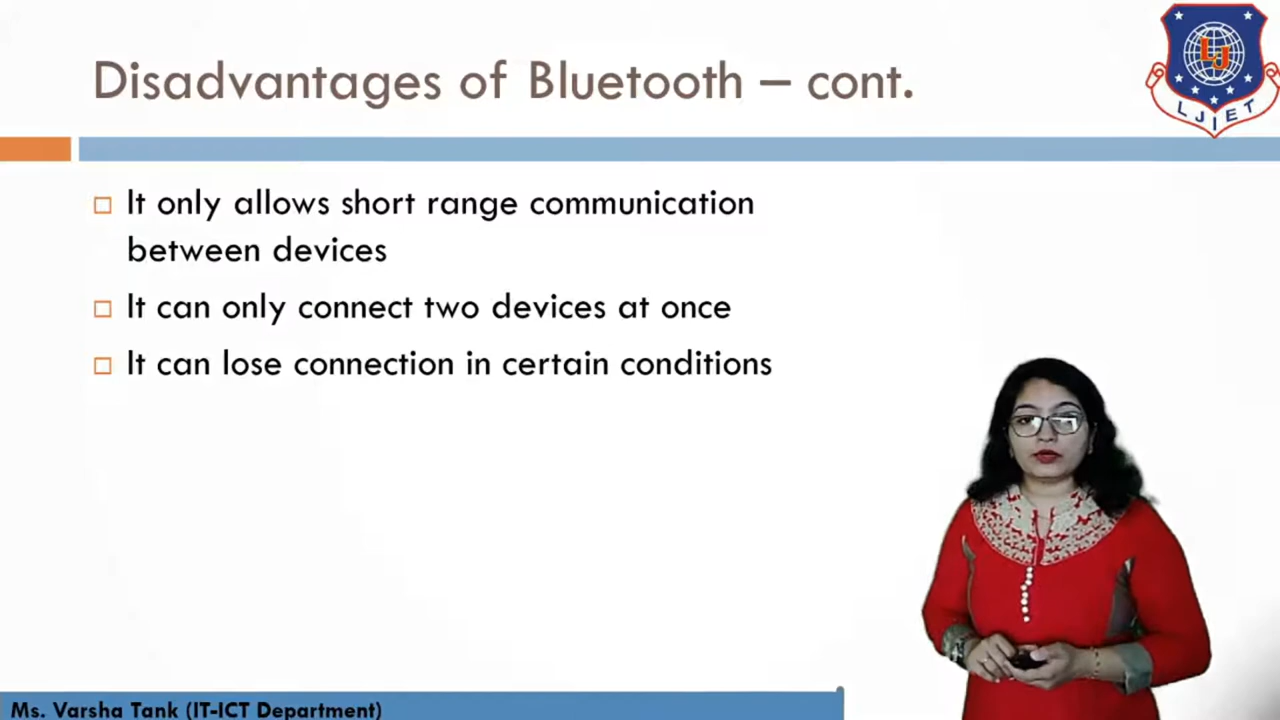 Disadvantages of Bluetooth – cont.
LJ
LJIET
It only allows short range communication
between devices
It can only connect two devices at once
It can lose connection in certain conditions
Ms. Varsha Tank (IT-ICT Department)